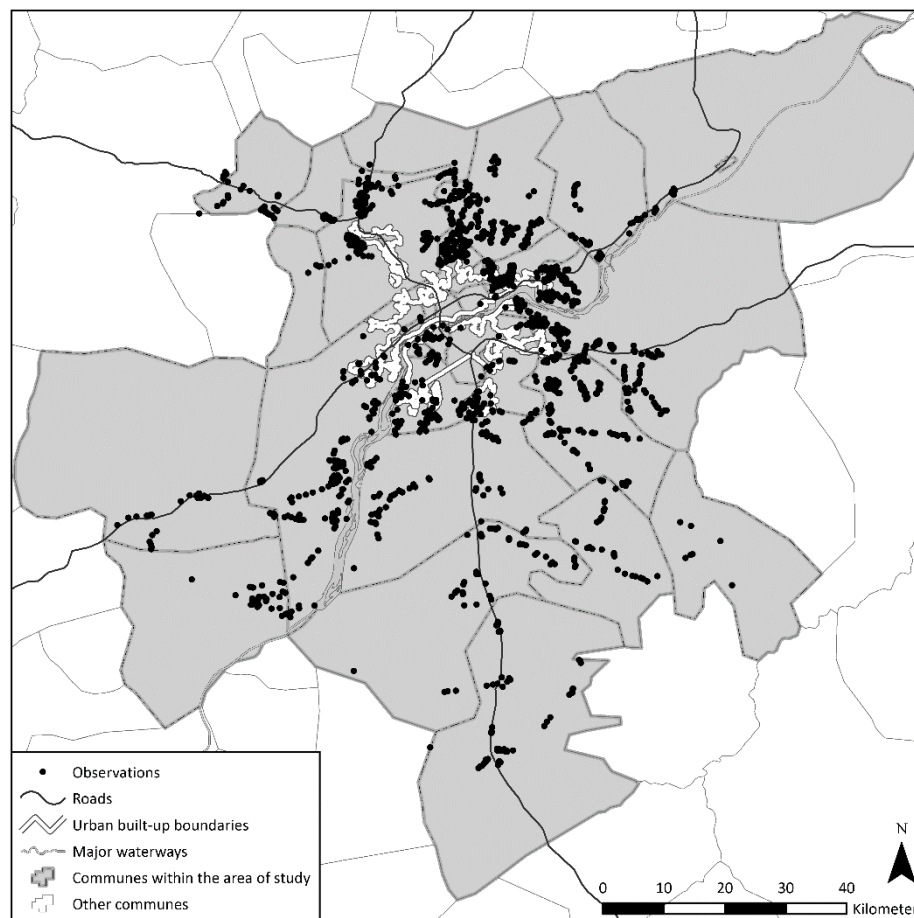 Observations
Roads
Urban built-up boundaries
Major waterways
Communes within the area of study
Other communes
N
0 10 20 30 40
Kilometer